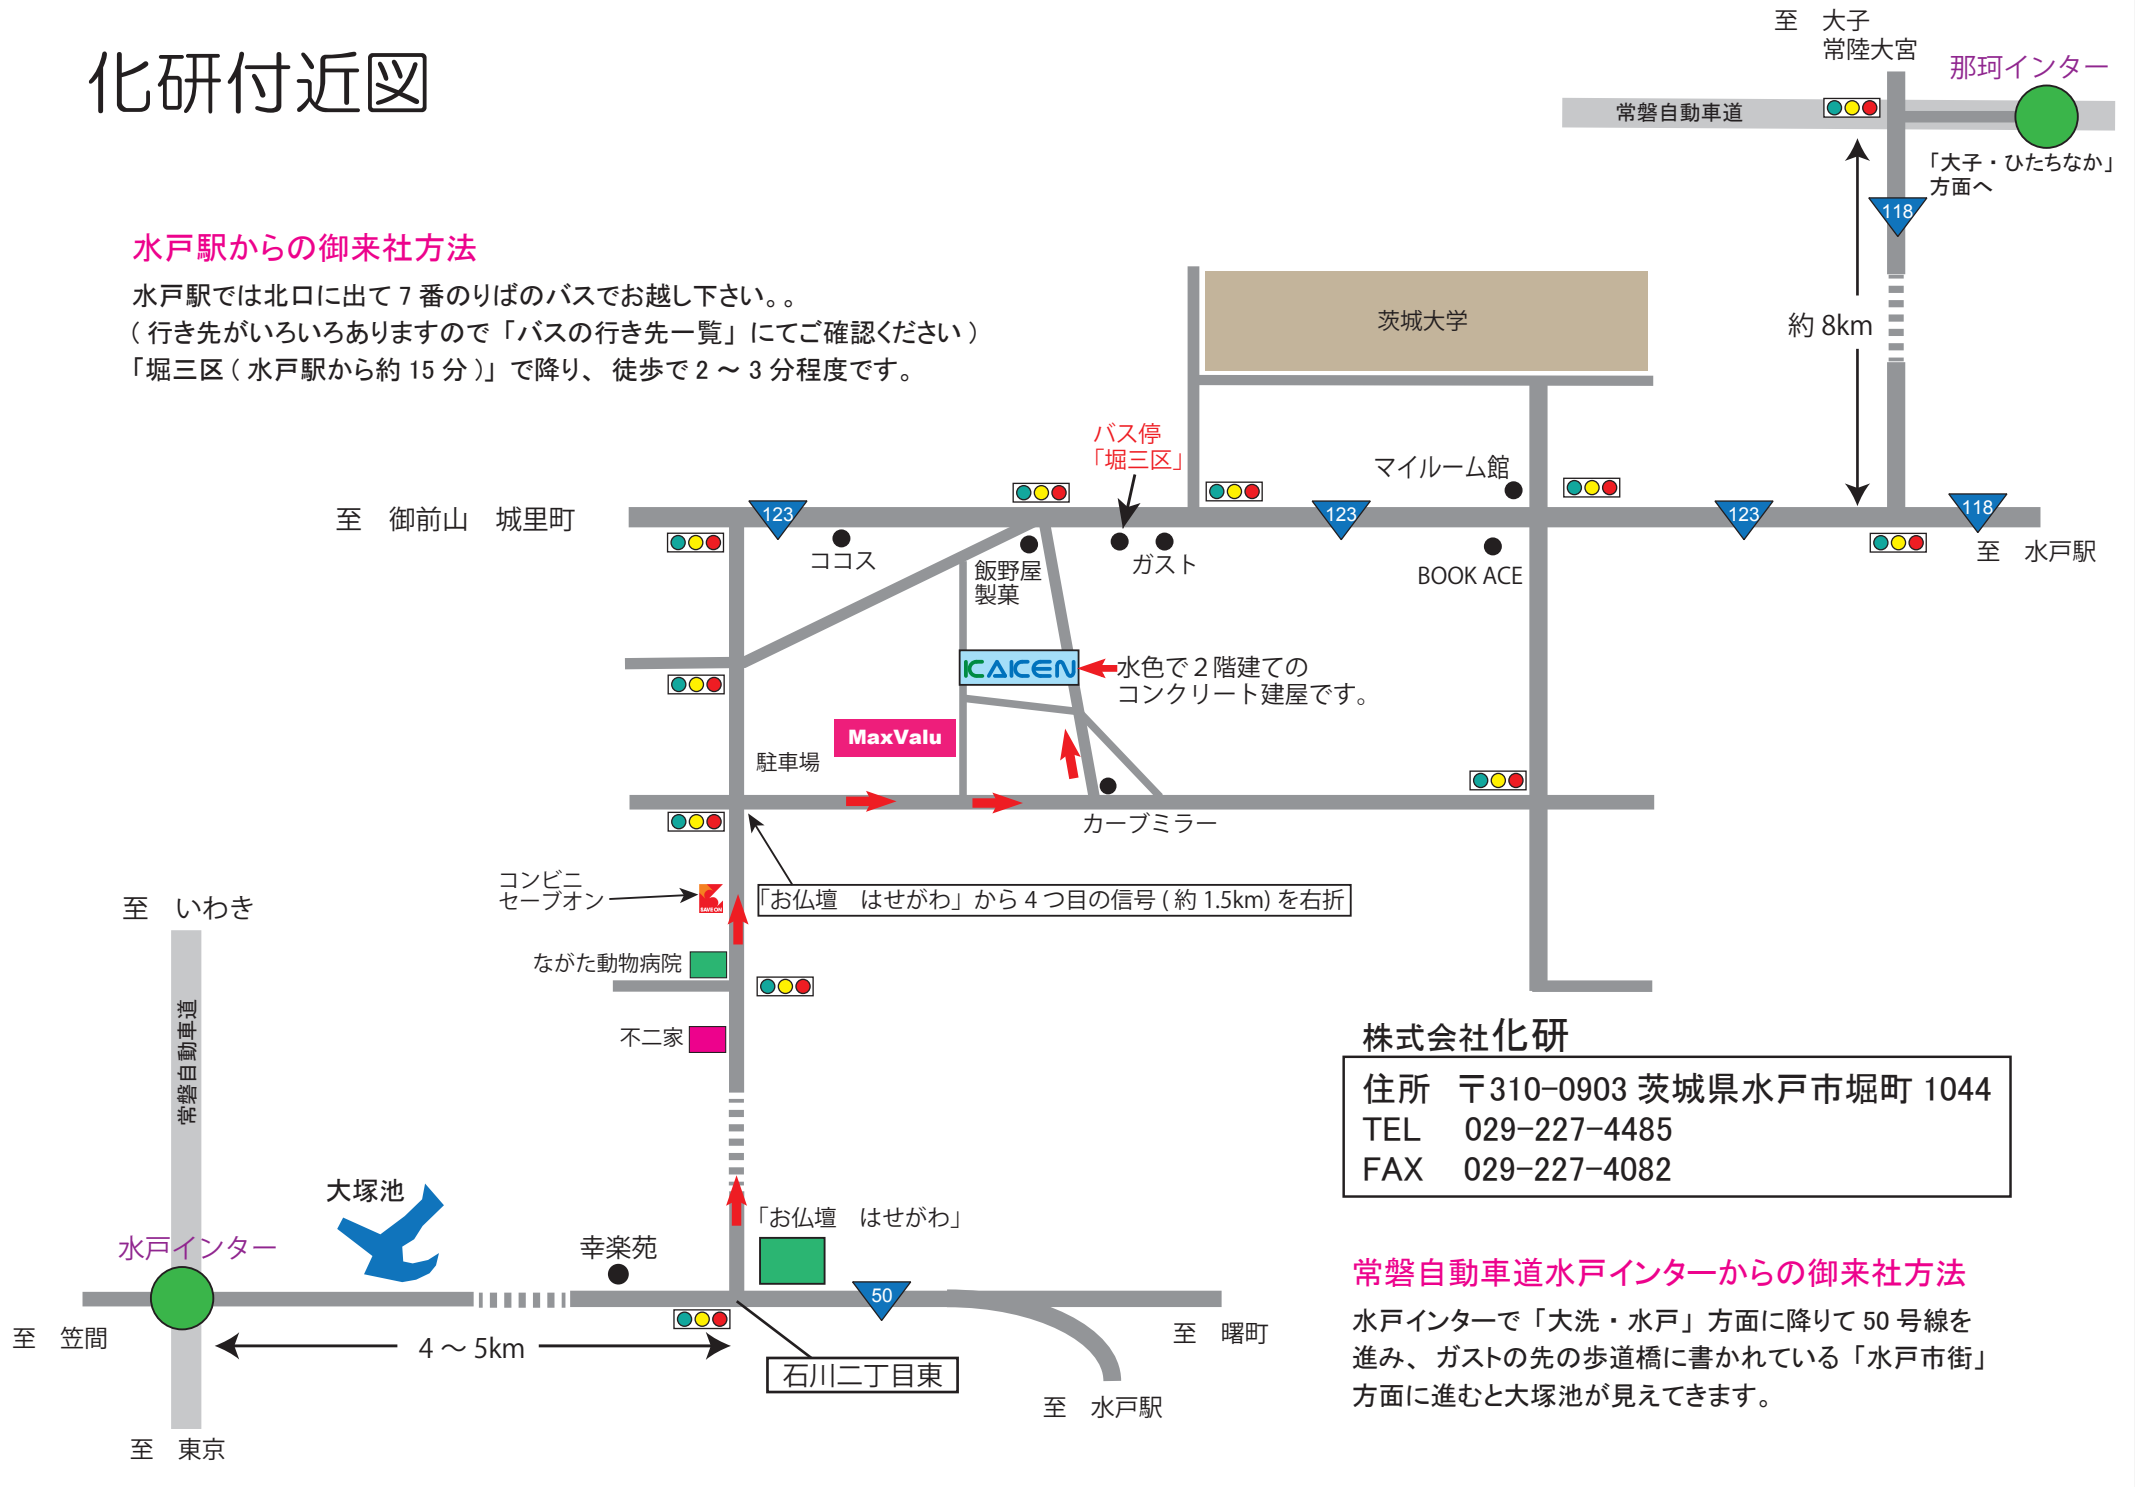 化研付近図
至　大子
常陸大宮
那珂インター
常磐自動車道
「大子・ひたちなか」
方面へ
118
約 8km
水戸駅からの御来社方法
水戸駅では北口に出て 7 番のりばのバスでお越し下さい。。
( 行き先がいろいろありますので「バスの行き先一覧」にてご確認ください )
「堀三区 ( 水戸駅から約 15 分 )」で降り、徒歩で 2 ～ 3 分程度です。
茨城大学
バス停
「堀三区」
マイルーム館
至　御前山　城里町
123
123
123
118
至　水戸駅
ココス
飯野屋
製菓
ガスト
BOOK ACE
KAKEN
水色で２階建ての
コンクリート建屋です。
MaxValu
駐車場
カーブミラー
コンビニ
セーブオン
SAVE ON
「お仏壇　はせがわ」から 4 つ目の信号 ( 約 1.5km) を右折
至　いわき
常磐自動車道
ながた動物病院
不二家
株式会社化研
住所　〒310-0903 茨城県水戸市堀町 1044
TEL　029-227-4485
FAX　029-227-4082
大塚池
水戸インター
幸楽苑
「お仏壇　はせがわ」
50
至　笠間
4 ～ 5km
石川二丁目東
至　曙町
至　水戸駅
至　東京
常磐自動車道水戸インターからの御来社方法
水戸インターで「大洗・水戸」方面に降りて 50 号線を
進み、ガストの先の歩道橋に書かれている「水戸市街」
方面に進むと大塚池が見えてきます。